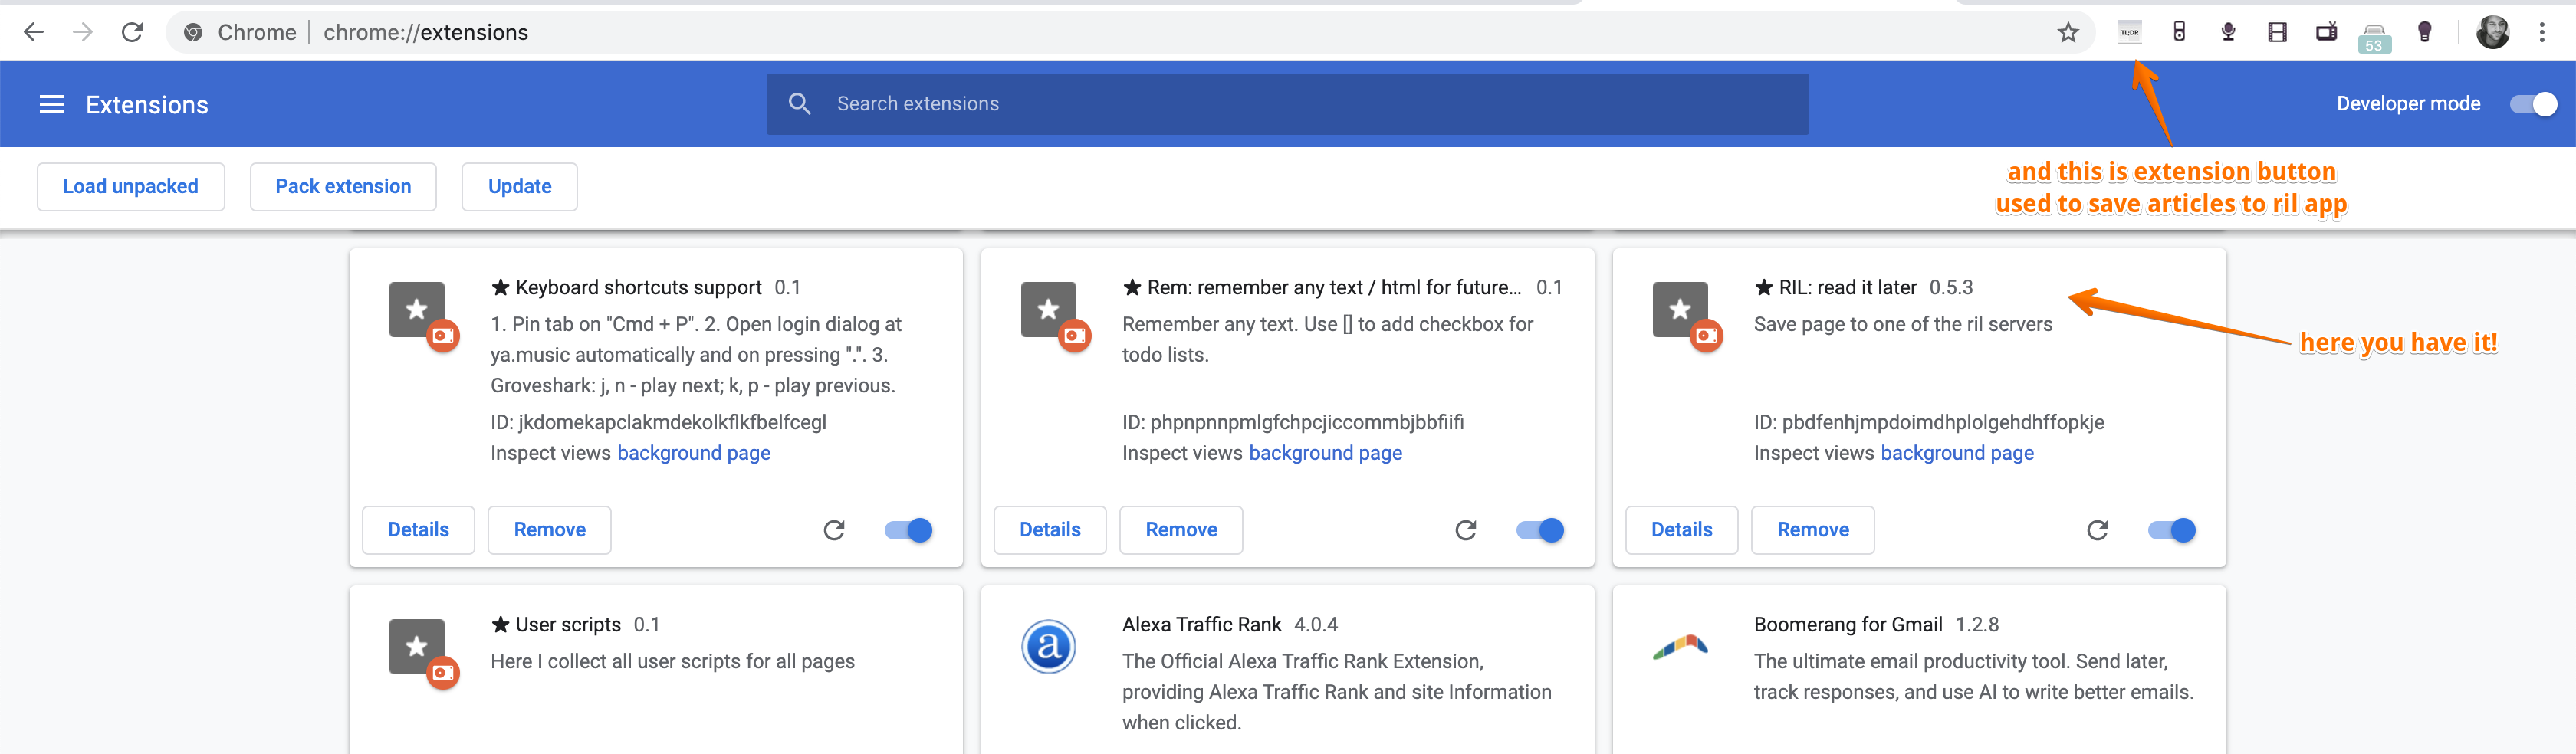 Chrome | chrome://extensions
TL;DR
53
Extensions
Search extensions
Developer mode
and this is extension button
used to save articles to ril app
Load unpacked
Pack extension
Update
★ Keyboard shortcuts support 0.1
1. Pin tab on "Cmd + P". 2. Open login dialog at
ya.music automatically and on pressing ".". 3.
Groveshark: j, n - play next; k, p - play previous.
ID: jkdomekapclakmdekolkflkfbelfcegl
Inspect views background page
Details
Remove
★ Rem: remember any text / html for future... 0.1
Remember any text. Use [] to add checkbox for
todo lists.
ID: phpnpnnpmlgfchpcjiccommbjbbfiifi
Inspect views background page
Details
Remove
★ RIL: read it later 0.5.3
Save page to one of the ril servers
ID: pbdfenhjmpdoimdhplolgehdhffopkje
Inspect views background page
Details
Remove
here you have it!
★ User scripts 0.1
Here I collect all user scripts for all pages
a
Alexa Traffic Rank 4.0.4
The Official Alexa Traffic Rank Extension,
providing Alexa Traffic Rank and site Information
when clicked.
Boomerang for Gmail 1.2.8
The ultimate email productivity tool. Send later,
track responses, and use AI to write better emails.